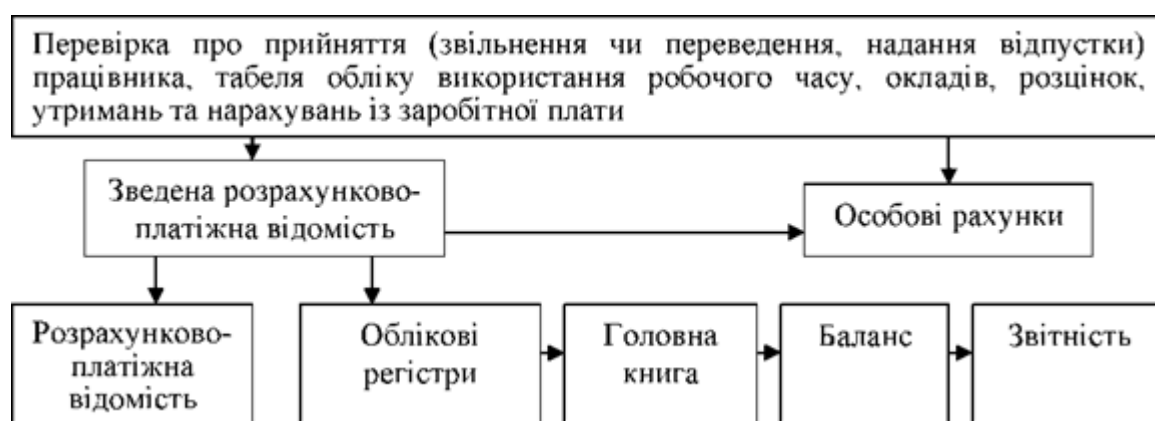 Перевірка про прийняття (звільнення чи переведення, надання відпустки)
працівника, табеля обліку використання робочого часу, окладів, розцінок,
утримань та нарахувань із заробітної плати
Зведена розрахунково-
платіжна відомість
Особові рахунки
Розрахунково-
платіжна
відомість
Облікові
регістри
Головна
книга
Баланс
Звітність